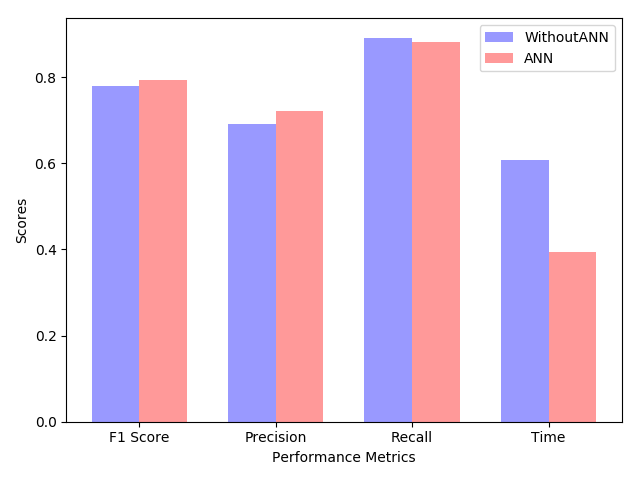 WithoutANN
ANN
Scores
0.8
0.6
0.4
0.2
0.0
F1 Score
Precision
Recall
Time
Performance Metrics